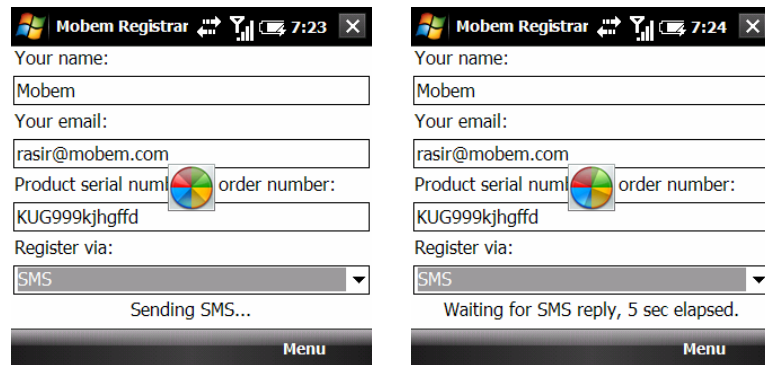 Mobem Registrar 7:23
Your name:
Mobem
Your email:
rasir@mobem.com
Product serial num order number:
KUG999kjhgffd
Register via:
SMS
Sending SMS...
Menu
Mobem Registrar 7:24
Your name:
Mobem
Your email:
rasir@mobem.com
Product serial num order number:
KUG999kjhgffd
Register via:
SMS
Waiting for SMS reply, 5 sec elapsed.
Menu